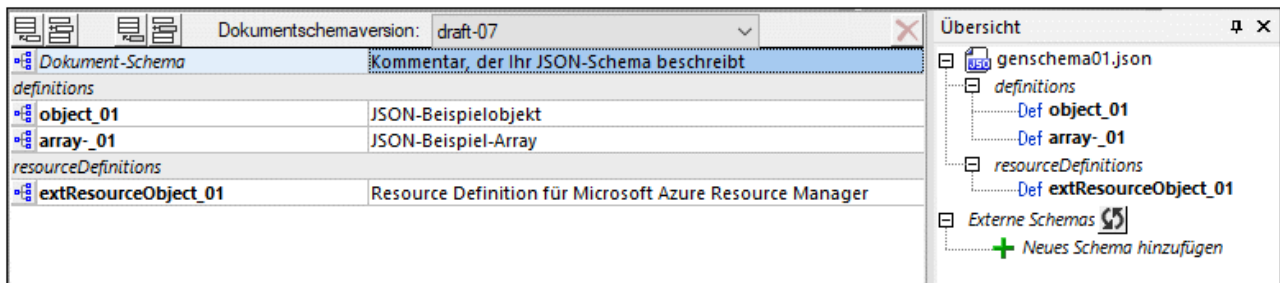 Dokumentschemaversion: draft-07
Dokument-Schema Kommentar, der Ihr JSON-Schema beschreibt
definitions
object_01 JSON-Beispielobjekt
array-_01 JSON-Beispiel-Array
resourceDefinitions
extResourceObject_01 Resource Definition für Microsoft Azure Resource Manager
Übersicht
genschema01.json
definitions
Def object_01
Def array-_01
resourceDefinitions
Def extResourceObject_01
Externe Schemas
Neues Schema hinzufügen